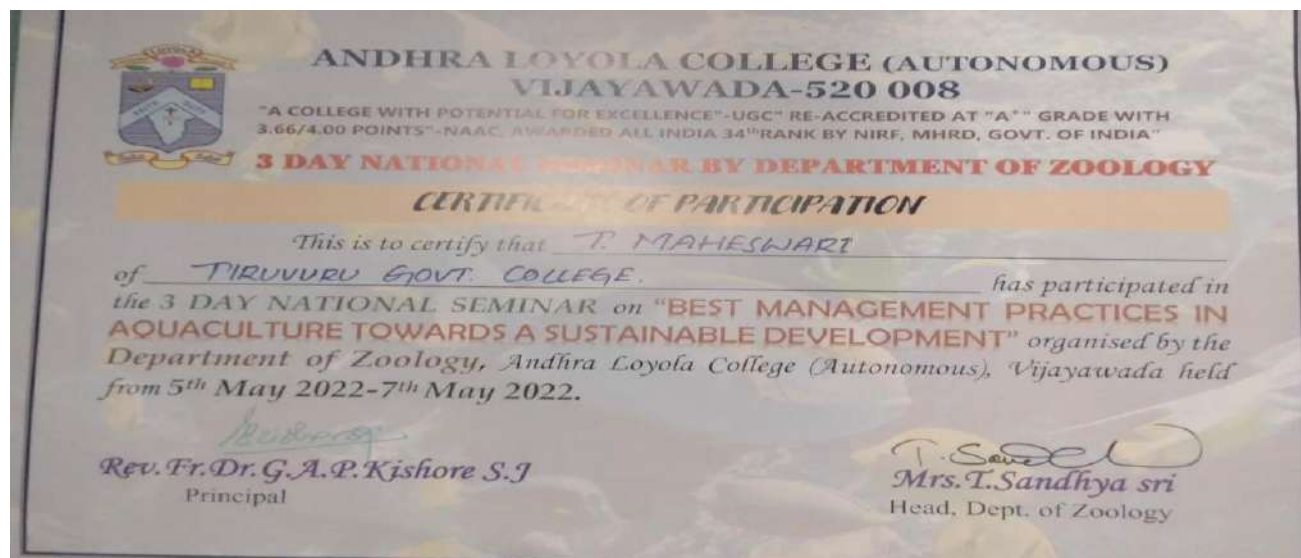 ANDHRA LOYOLA COLLEGE (AUTONOMOUS)
VIJAYAWADA-520 008
"A COLLEGE WITH POTENTIAL FOR EXCELLENCE"-UGC" RE-ACCREDITED AT "A+" GRADE WITH
3.66/4.00 POINTS"-NAAC, AWARDED ALL INDIA 34th RANK BY NIRF, MHRD, GOVT. OF INDIA"
3 DAY NATIONAL SEMINAR BY DEPARTMENT OF ZOOLOGY
CERTIFICATE OF PARTICIPATION
This is to certify that T. MAHESWARI
of TIRUVURU GOVT. COLLEGE. has participated in
the 3 DAY NATIONAL SEMINAR on "BEST MANAGEMENT PRACTICES IN
AQUACULTURE TOWARDS A SUSTAINABLE DEVELOPMENT" organised by the
Department of Zoology, Andhra Loyola College (Autonomous), Vijayawada held
from 5th May 2022-7th May 2022.
Rev. Fr. Dr. G. A. P. Kishore S.J
Principal
Mrs. T. Sandhya sri
Head, Dept. of Zoology